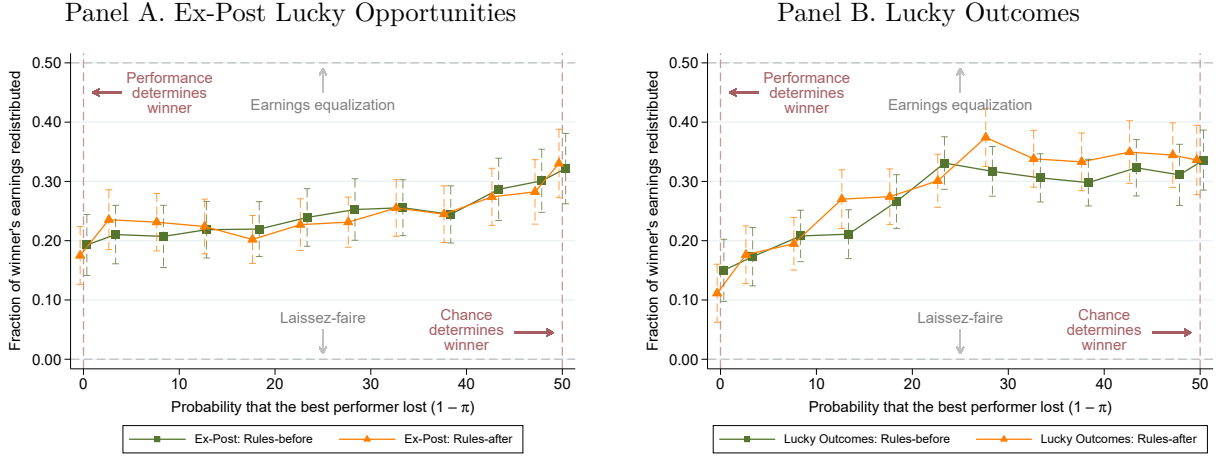 Panel A. Ex-Post Lucky Opportunities
Fraction of winner's earnings redistributed
0.50
0.40
0.30
0.20
0.10
0.00
Performance
determines
winner
Earnings equalization
Laissez-faire
Chance
determines
winner
0
10
20
30
40
50
Probability that the best performer lost (1 − π)
Ex-Post: Rules-before
Ex-Post: Rules-after
Panel B. Lucky Outcomes
Fraction of winner's earnings redistributed
0.50
0.40
0.30
0.20
0.10
0.00
Performance
determines
winner
Earnings equalization
Laissez-faire
Chance
determines
winner
0
10
20
30
40
50
Probability that the best performer lost (1 − π)
Lucky Outcomes: Rules-before
Lucky Outcomes: Rules-after